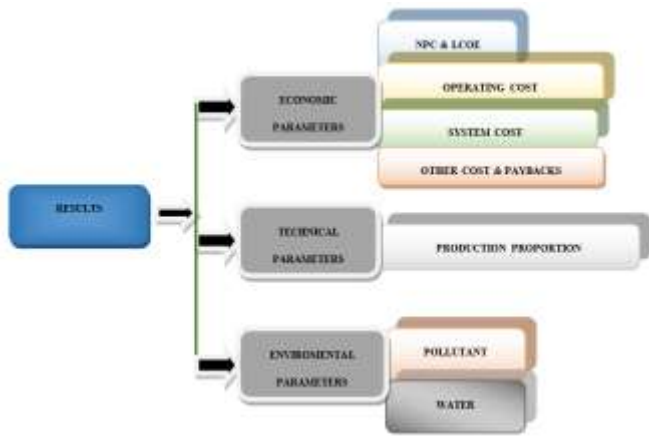 NPC & LCOE
ECONOMIC
PARAMETERS
OPERATING COST
SYSTEM COST
OTHER COST & PAYBACKS
RESULTS
TECHNICAL
PARAMETERS
PRODUCTION PROPORTION
ENVIROMENTAL
PARAMETERS
POLLUTANT
WATER